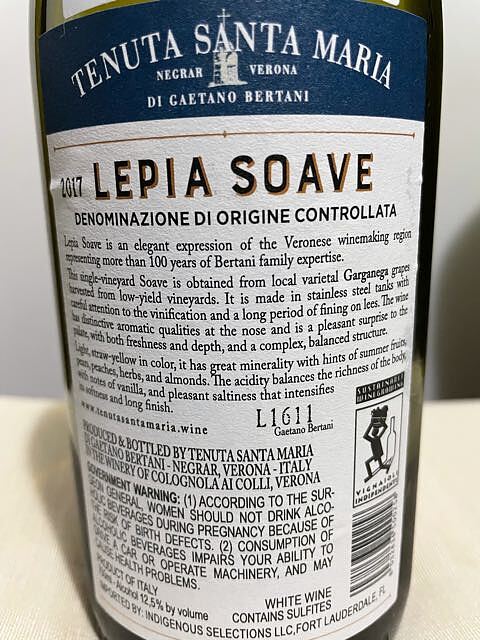 TENUTA SANTA MARIA
NEGRAR VERONA
DI GAETANO BERTANI
2017 LEPIA SOAVE
DENOMINAZIONE DI ORIGINE CONTROLLATA
Lepia Soave is an elegant expression of the Veronese winemaking region
representing more than 100 years of Bertani family expertise.
This single-vineyard Soave is obtained from local varietal Garganega grapes
harvested from low-yield vineyards. It is made in stainless steel tanks with
careful attention to the vinification and a long period of fining on lees. The wine
has distinctive aromatic qualities at the nose and is a pleasant surprise to the
palate, with both freshness and depth, and a complex, balanced structure.
Light, straw-yellow in color, it has great minerality with hints of summer fruits,
pears, peaches, herbs, and almonds. The acidity balances the richness of the body,
with notes of vanilla, and pleasant saltiness that intensifies
its softness and long finish.
www.tenutasantamaria.wine
L1611
Gaetano Bertani
SUSTAINABLE
WINEGROWING
VIGNAIOLI
INDIPENDENTI
PRODUCED & BOTTLED BY TENUTA SANTA MARIA
DI GAETANO BERTANI - NEGRAR, VERONA - ITALY
IN THE WINERY OF COLOGNOLA AI COLLI, VERONA
GOVERNMENT WARNING: (1) ACCORDING TO THE SUR-
GEON GENERAL, WOMEN SHOULD NOT DRINK ALCO-
HOLIC BEVERAGES DURING PREGNANCY BECAUSE OF
THE RISK OF BIRTH DEFECTS. (2) CONSUMPTION OF
ALCOHOLIC BEVERAGES IMPAIRS YOUR ABILITY TO
DRIVE A CAR OR OPERATE MACHINERY, AND MAY
CAUSE HEALTH PROBLEMS.
PRODUCT OF ITALY
Alcohol 12,5% by volume
WHITE WINE
CONTAINS SULFITES
IMPORTED BY: INDIGENOUS SELECTIONS LLC, FORT LAUDERDALE, FL